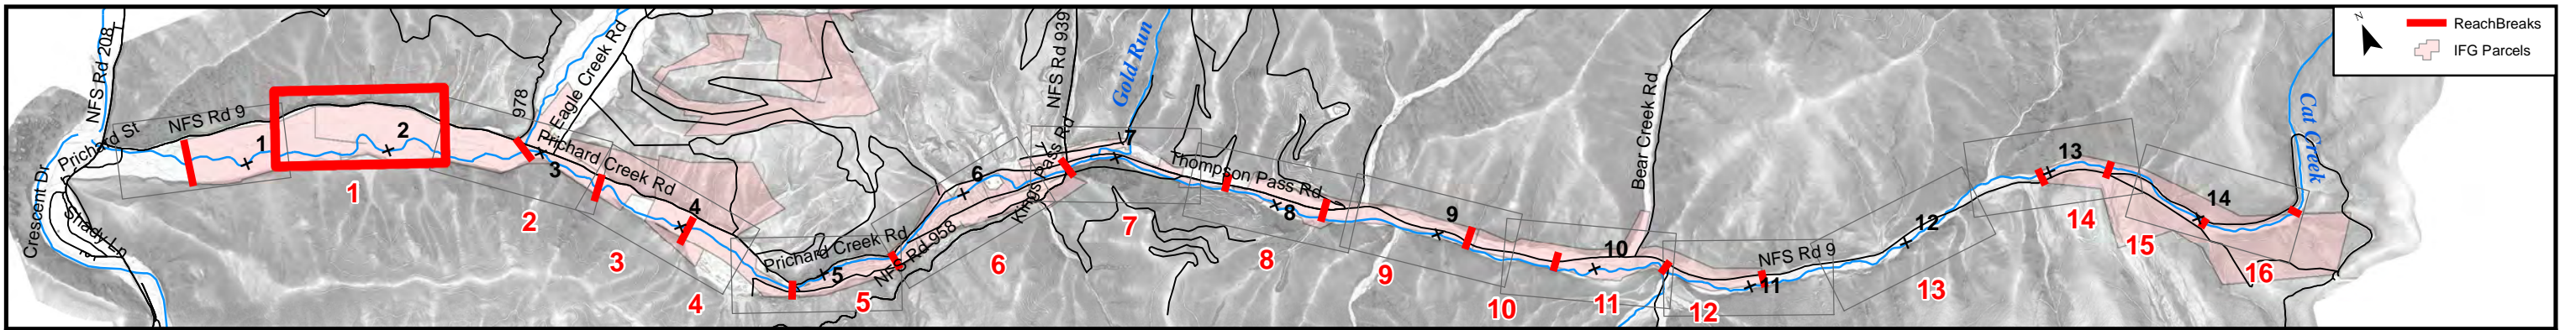 N
ReachBreaks
IFG Parcels
NFS Rd 208
Prichard St
NFS Rd 9
Crescent Dr
Shady Lp
978
Eagle Creek Rd
Prichard Creek Rd
Prichard Creek Rd
NFS Rd 958
Kings Pass Rd
NFS Rd 939
Gold Run
Thompson Pass Rd
Bear Creek Rd
NFS Rd 9
Cat Creek
1
2
3
4
5
6
7
8
9
10
11
12
13
14
1
2
3
4
5
6
7
8
9
10
11
12
13
14
15
16